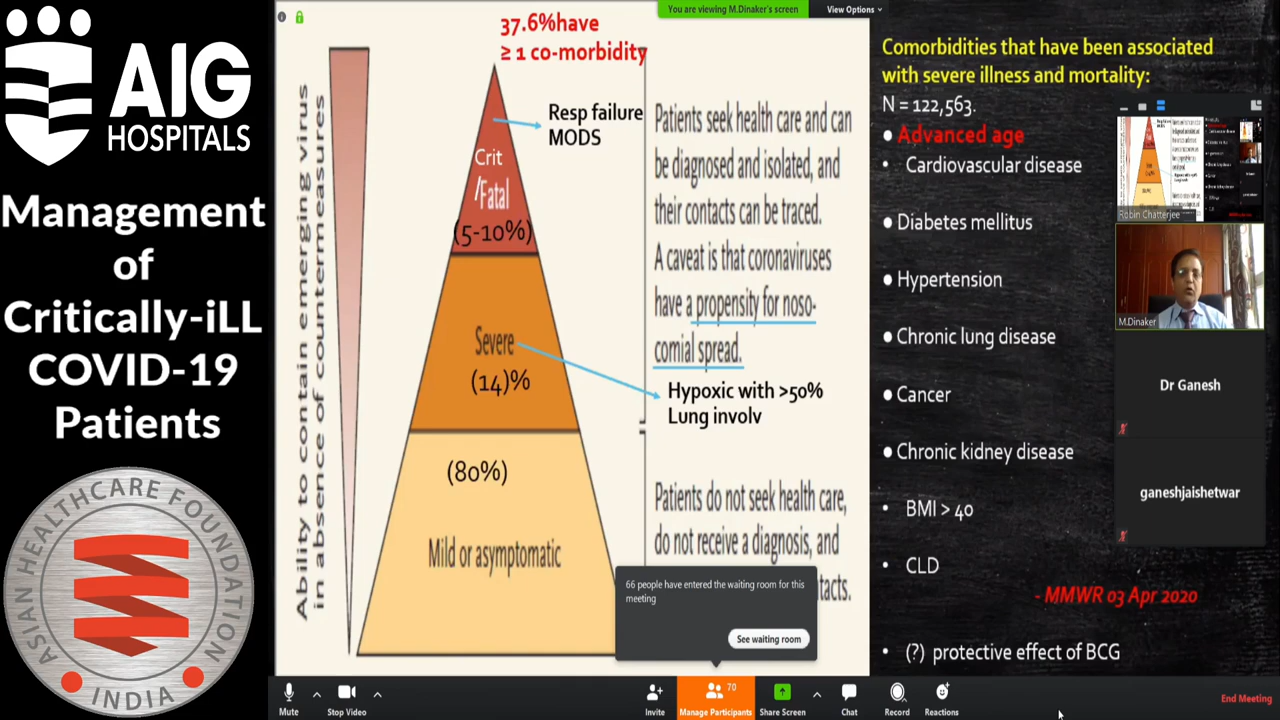 AIG
HOSPITALS
Management
of
Critically-iLL
COVID-19
Patients
ASIAN HEALTHCARE FOUNDATION
INDIA
You are viewing M.Dinaker's screen
View Options
37.6%have
≥ 1 co-morbidity
Ability to contain emerging virus
in absence of countermeasures
Resp failure
MODS
Crit
/Fatal
(5-10%)
Severe
(14)%
Hypoxic with >50%
Lung involv
(80%)
Mild or asymptomatic
Patients seek health care and can
be diagnosed and isolated, and
their contacts can be traced.
A caveat is that coronaviruses
have a propensity for noso-
comial spread.
Patients do not seek health care,
do not receive a diagnosis, and
tacts.
66 people have entered the waiting room for this
meeting
See waiting room
Comorbidities that have been associated
with severe illness and mortality:
N = 122,563.
● Advanced age
• Cardiovascular disease
● Diabetes mellitus
● Hypertension
● Chronic lung disease
● Cancer
● Chronic kidney disease
• BMI > 40
• CLD
- MMWR 03 Apr 2020
• (?) protective effect of BCG
Robin Chatterjee
M.Dinaker
Dr Ganesh
ganeshjaishetwar
Mute
Stop Video
Invite
70
Manage Participants
Share Screen
Chat
Record
Reactions
End Meeting